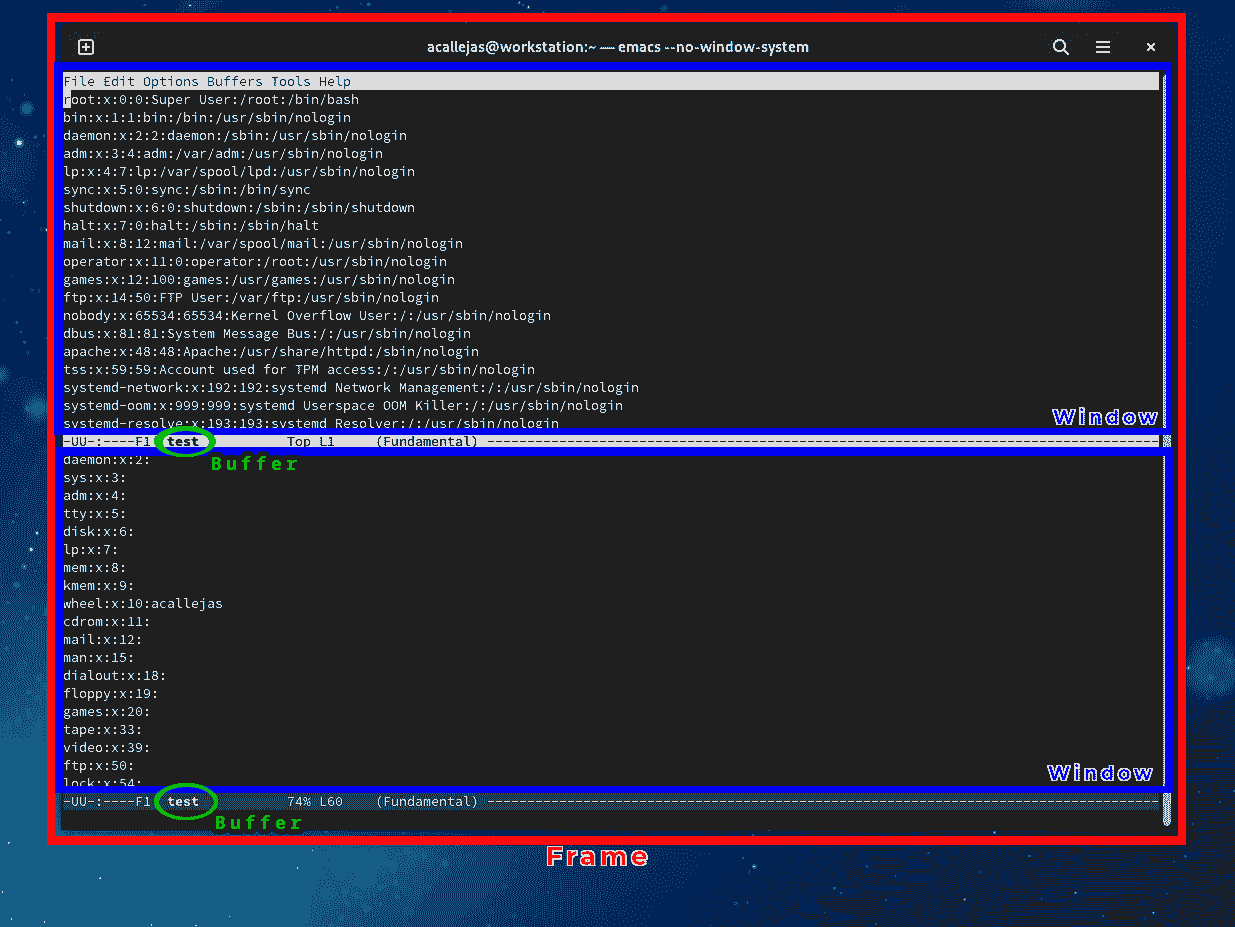 acallejas@workstation:~ — emacs --no-window-system
File Edit Options Buffers Tools Help
root:x:0:0:Super User:/root:/bin/bash
bin:x:1:1:bin:/bin:/usr/sbin/nologin
daemon:x:2:2:daemon:/sbin:/usr/sbin/nologin
adm:x:3:4:adm:/var/adm:/usr/sbin/nologin
lp:x:4:7:lp:/var/spool/lpd:/usr/sbin/nologin
sync:x:5:0:sync:/sbin:/bin/sync
shutdown:x:6:0:shutdown:/sbin:/sbin/shutdown
halt:x:7:0:halt:/sbin:/sbin/halt
mail:x:8:12:mail:/var/spool/mail:/usr/sbin/nologin
operator:x:11:0:operator:/root:/usr/sbin/nologin
games:x:12:100:games:/usr/games:/usr/sbin/nologin
ftp:x:14:50:FTP User:/var/ftp:/usr/sbin/nologin
nobody:x:65534:65534:Kernel Overflow User:/:/usr/sbin/nologin
dbus:x:81:81:System Message Bus:/:/usr/sbin/nologin
apache:x:48:48:Apache:/usr/share/httpd:/sbin/nologin
tss:x:59:59:Account used for TPM access:/:/usr/sbin/nologin
systemd-network:x:192:192:systemd Network Management:/:/usr/sbin/nologin
systemd-oom:x:999:999:systemd Userspace OOM Killer:/:/usr/sbin/nologin
systemd-resolve:x:193:193:systemd Resolver:/:/usr/sbin/nologin
Window
-UU-:----F1 test Top L1 (Fundamental) ------------------------------------------------------------------------------------
Buffer
daemon:x:2:
sys:x:3:
adm:x:4:
tty:x:5:
disk:x:6:
lp:x:7:
mem:x:8:
kmem:x:9:
wheel:x:10:acallejas
cdrom:x:11:
mail:x:12:
man:x:15:
dialout:x:18:
floppy:x:19:
games:x:20:
tape:x:33:
video:x:39:
ftp:x:50:
lock:x:54:
Window
-UU-:----F1 test 74% L60 (Fundamental) ------------------------------------------------------------------------------------
Buffer
Frame